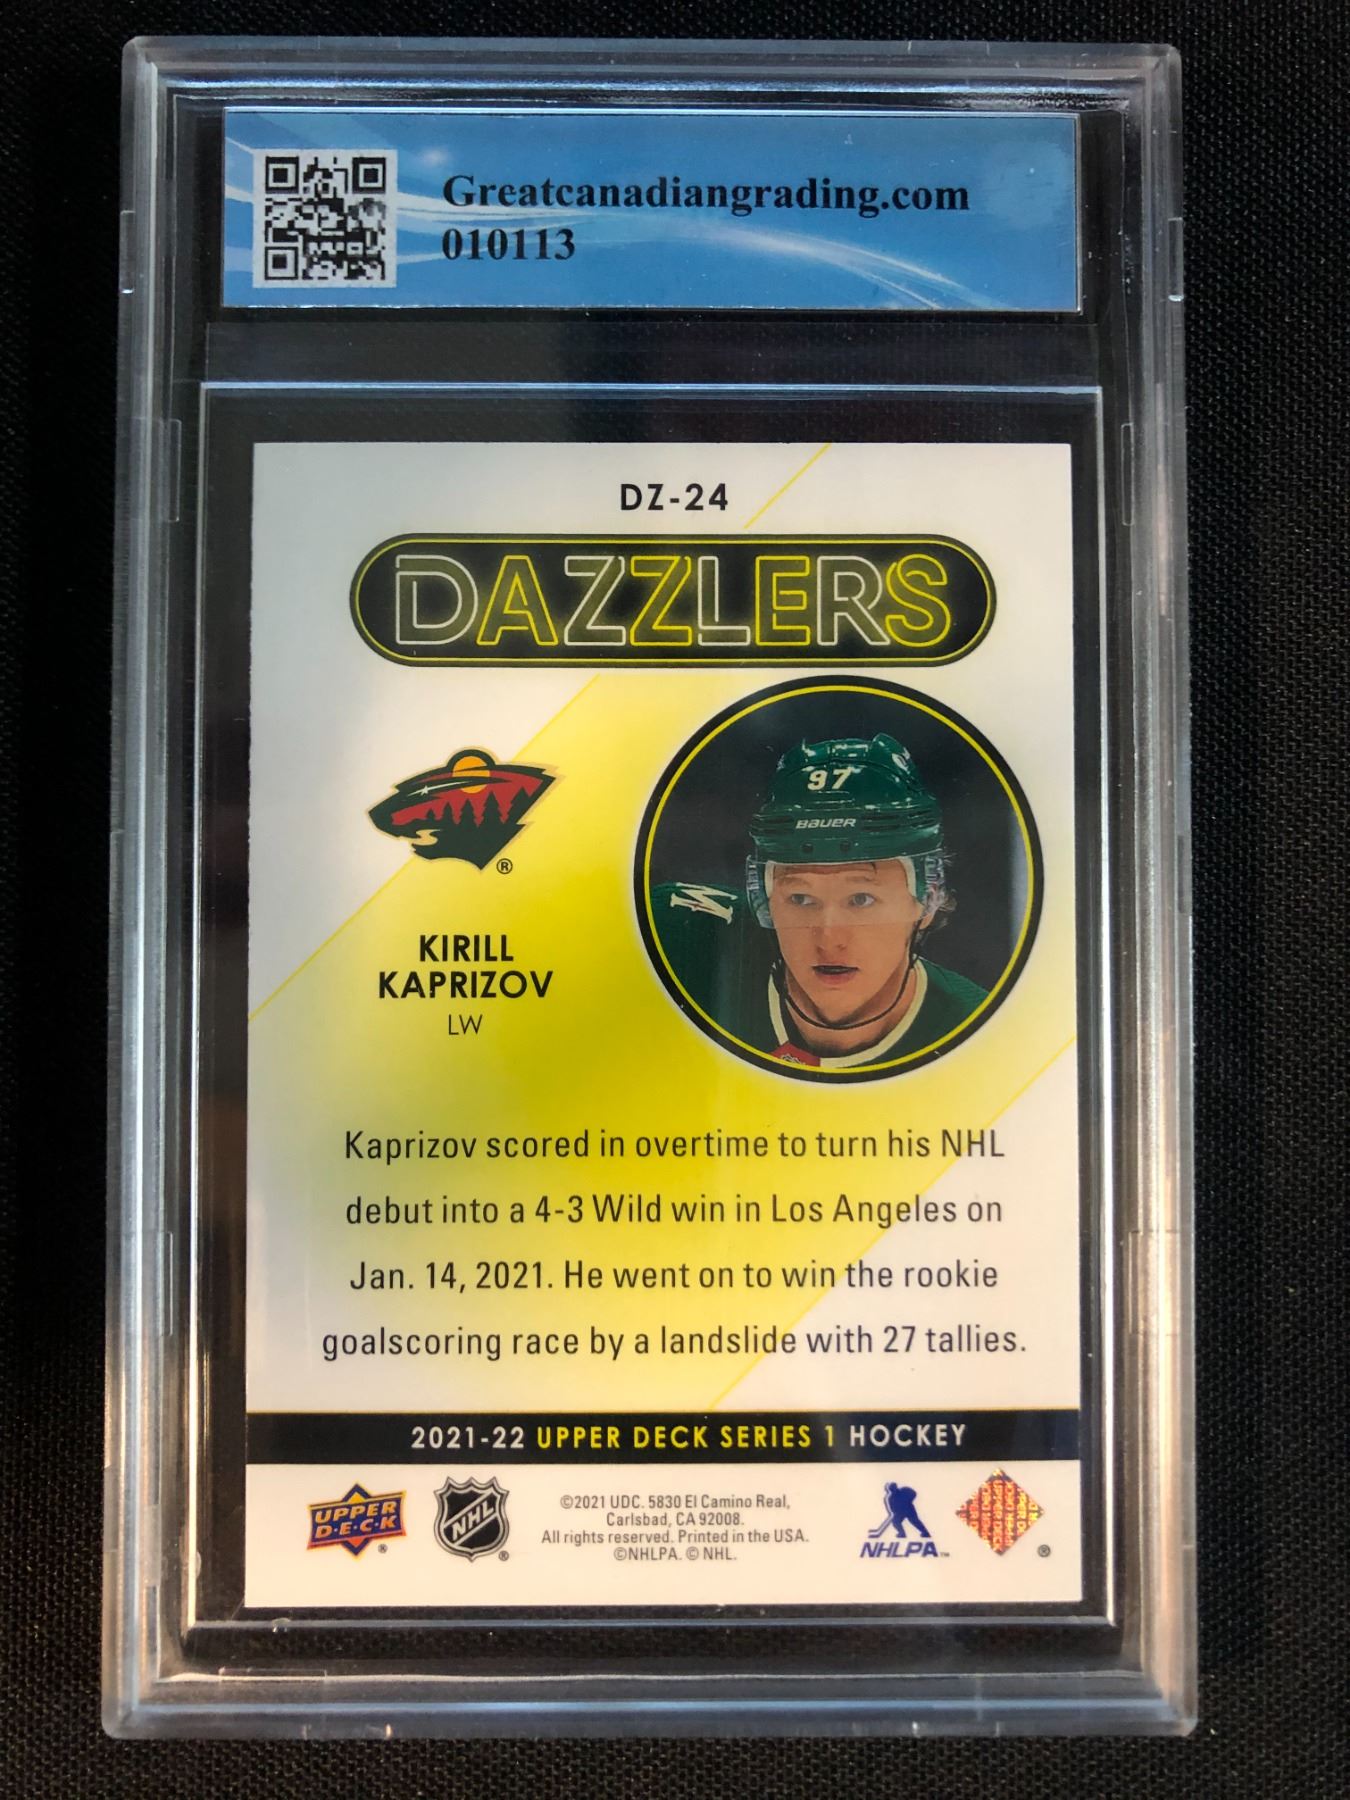 Greatcanadiangrading.com
010113
DZ-24
DAZZLERS
97
BAUER
®
KIRILL
KAPRIZOV
LW
Kaprizov scored in overtime to turn his NHL
debut into a 4-3 Wild win in Los Angeles on
Jan. 14, 2021. He went on to win the rookie
goalscoring race by a landslide with 27 tallies.
2021-22 UPPER DECK SERIES 1 HOCKEY
UPPER
D·E·C·K
®
NHL
®
©2021 UDC. 5830 El Camino Real,
Carlsbad, CA 92008.
All rights reserved. Printed in the USA.
©NHLPA. © NHL.
NHLPA™
®